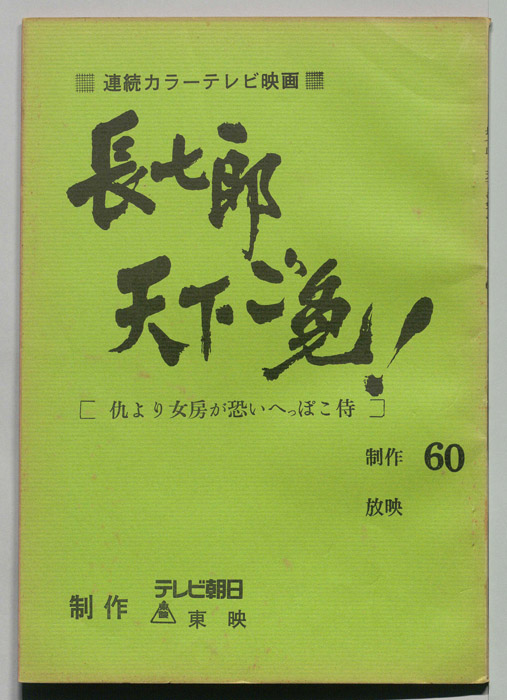 連続カラーテレビ映画
長七郎
天下ご免!
[仇より女房が恐いへっぽこ侍]
制作 60
放映
制作 テレビ朝日
東映